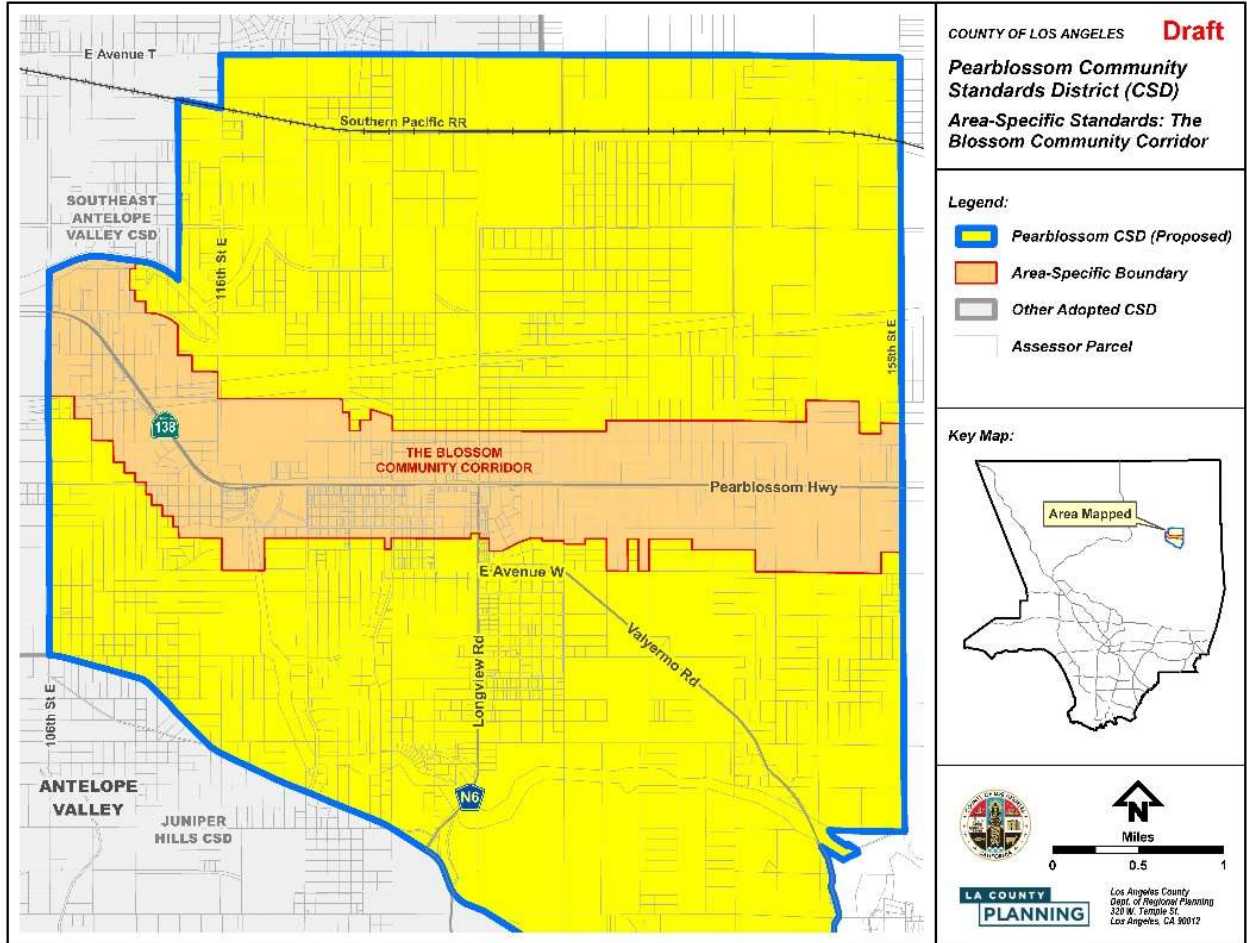 E Avenue T
Southern Pacific RR
SOUTHEAST
ANTELOPE
VALLEY CSD
116th St E
155th St E
138
THE BLOSSOM
COMMUNITY CORRIDOR
Pearblossom Hwy
E Avenue W
Longview Rd
Valyermo Rd
106th St E
N6
ANTELOPE
VALLEY
JUNIPER
HILLS CSD
COUNTY OF LOS ANGELES
Draft
Pearblossom Community
Standards District (CSD)
Area-Specific Standards: The
Blossom Community Corridor
Legend:
Pearblossom CSD (Proposed)
Area-Specific Boundary
Other Adopted CSD
Assessor Parcel
Key Map:
Area Mapped
N
Miles
0 0.5 1
LA COUNTY
PLANNING
Los Angeles County
Dept. of Regional Planning
320 W. Temple St.
Los Angeles, CA 90012